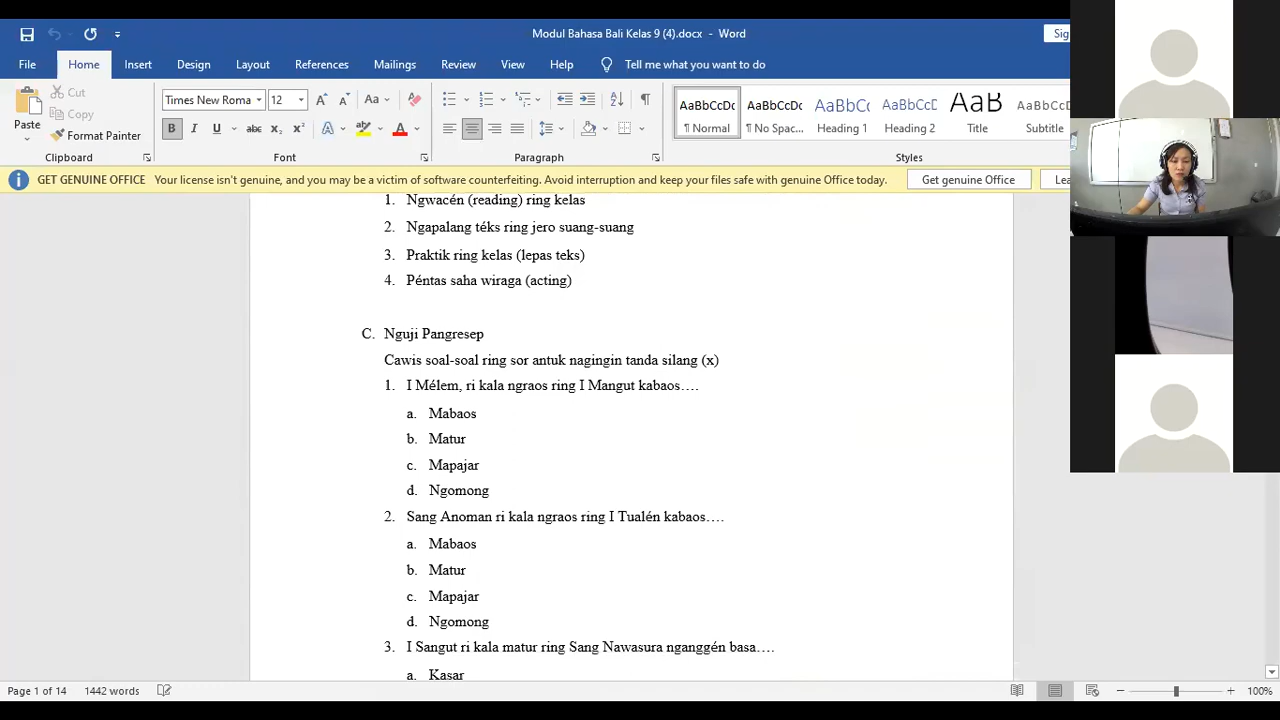 Modul Bahasa Bali Kelas 9 (4).docx - Word
Sig
File Home Insert Design Layout References Mailings Review View Help Tell me what you want to do
Paste Cut
Copy
Format Painter
Clipboard
Times New Roma 12
Font
Paragraph
AaBbCcDc AaBbCcDc AaBbCcD AaBbCcD AaB AaBbCcD
¶ Normal ¶ No Spac... Heading 1 Heading 2 Title Subtitle
Styles
GET GENUINE OFFICE Your license isn't genuine, and you may be a victim of software counterfeiting. Avoid interruption and keep your files safe with genuine Office today. Get genuine Office Lea
1. Ngwacén (reading) ring kelas
2. Ngapalang téks ring jero suang-suang
3. Praktik ring kelas (lepas teks)
4. Péntas saha wiraga (acting)
C. Nguji Pangresep
Cawis soal-soal ring sor antuk nagingin tanda silang (x)
1. I Mélem, ri kala ngraos ring I Mangut kabaos….
a. Mabaos
b. Matur
c. Mapajar
d. Ngomong
2. Sang Anoman ri kala ngraos ring I Tualén kabaos….
a. Mabaos
b. Matur
c. Mapajar
d. Ngomong
3. I Sangut ri kala matur ring Sang Nawasura nganggén basa….
a. Kasar
Page 1 of 14 1442 words 100%